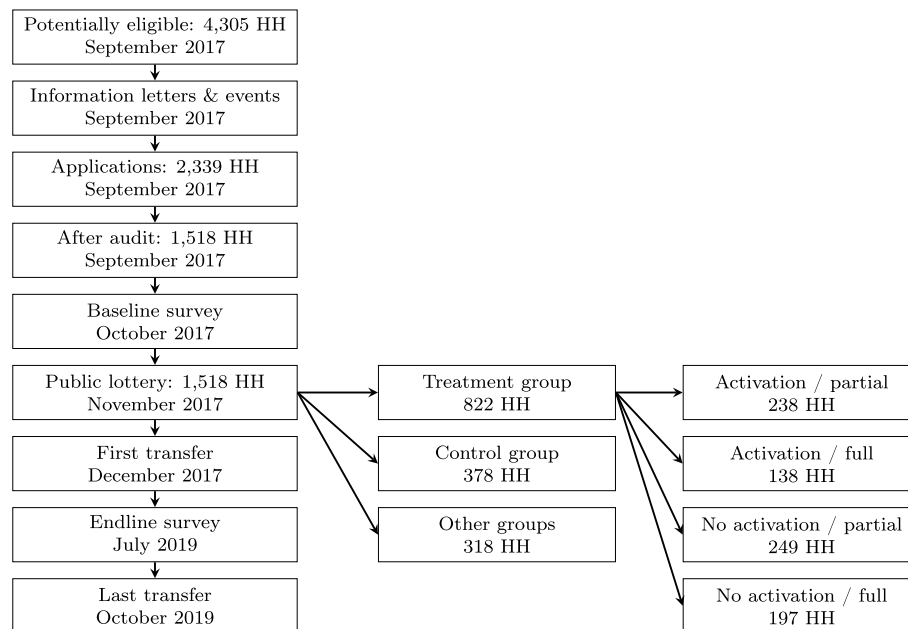 Potentially eligible: 4,305 HH
September 2017
Information letters & events
September 2017
Applications: 2,339 HH
September 2017
After audit: 1,518 HH
September 2017
Baseline survey
October 2017
Public lottery: 1,518 HH
November 2017
First transfer
December 2017
Endline survey
July 2019
Last transfer
October 2019
Treatment group
822 HH
Control group
378 HH
Other groups
318 HH
Activation / partial
238 HH
Activation / full
138 HH
No activation / partial
249 HH
No activation / full
197 HH